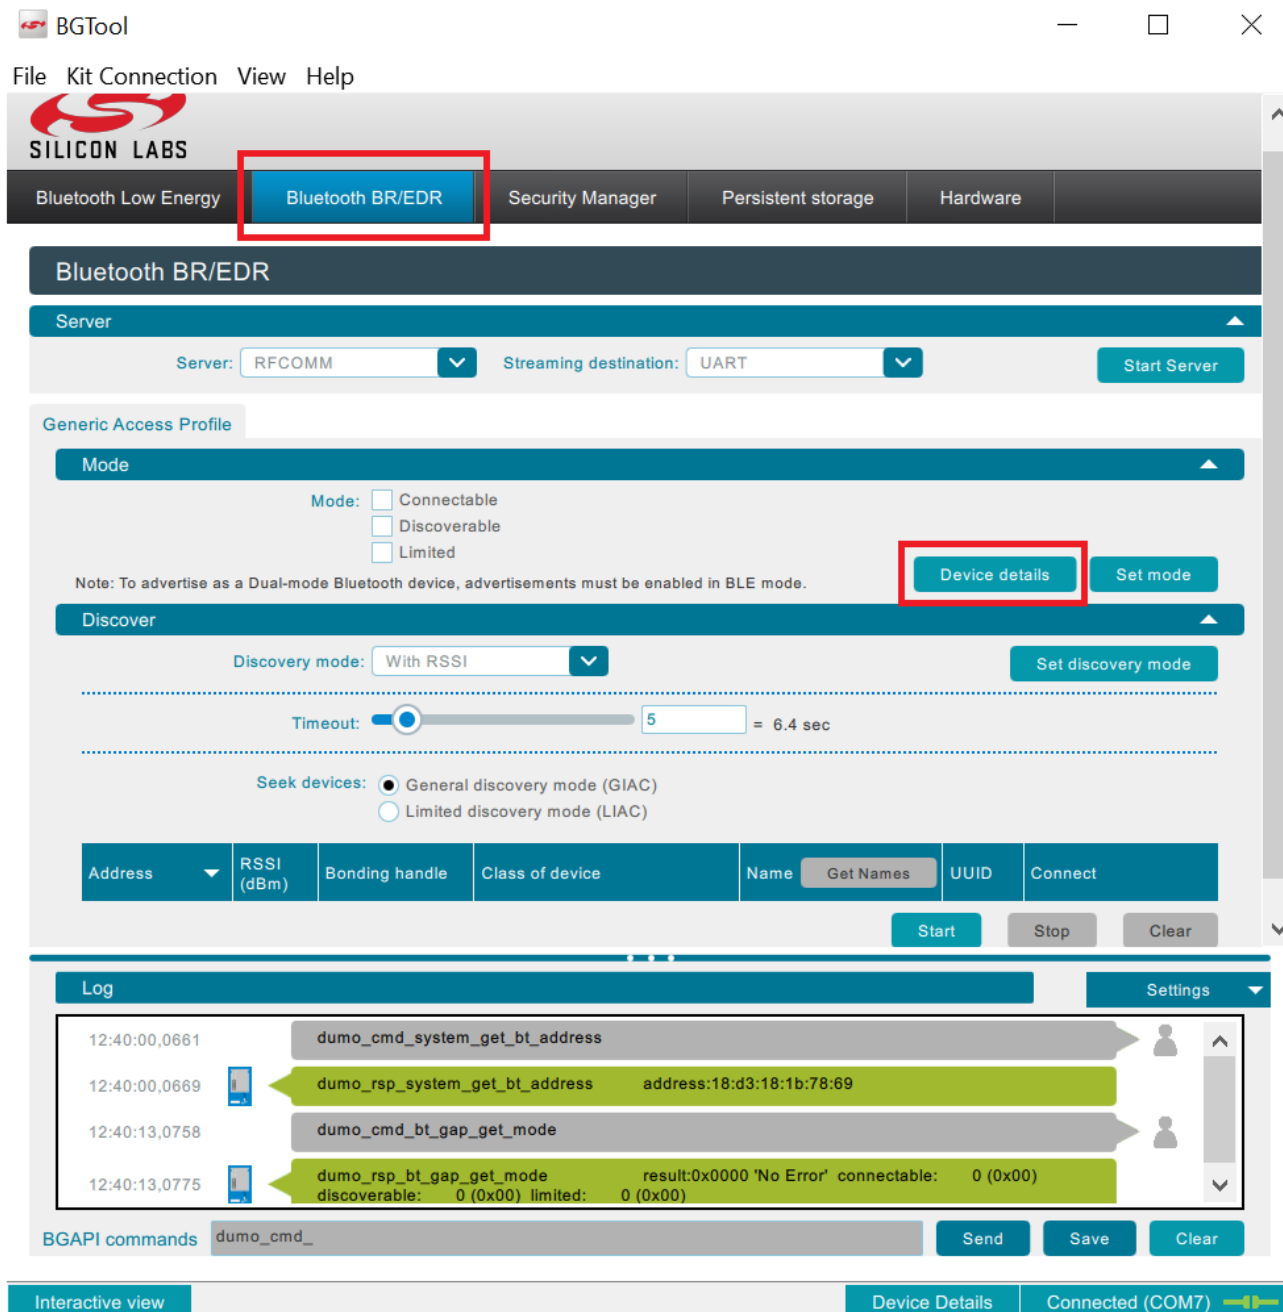 BGTool
File Kit Connection View Help
SILICON LABS
Bluetooth Low Energy Bluetooth BR/EDR Security Manager Persistent storage Hardware
Bluetooth BR/EDR
Server
Server: RFCOMM Streaming destination: UART Start Server
Generic Access Profile
Mode
Mode: Connectable
Discoverable
Limited
Note: To advertise as a Dual-mode Bluetooth device, advertisements must be enabled in BLE mode. Device details Set mode
Discover
Discovery mode: With RSSI Set discovery mode
Timeout: 5 = 6.4 sec
Seek devices: General discovery mode (GIAC)
Limited discovery mode (LIAC)
Address RSSI (dBm) Bonding handle Class of device Name Get Names UUID Connect
Start Stop Clear
Log Settings
12:40:00,0661 dumo_cmd_system_get_bt_address
12:40:00,0669 dumo_rsp_system_get_bt_address address:18:d3:18:1b:78:69
12:40:13,0758 dumo_cmd_bt_gap_get_mode
12:40:13,0775 dumo_rsp_bt_gap_get_mode result:0x0000 'No Error' connectable: 0 (0x00)
discoverable: 0 (0x00) limited: 0 (0x00)
BGAPI commands dumo_cmd_ Send Save Clear
Interactive view Device Details Connected (COM7)